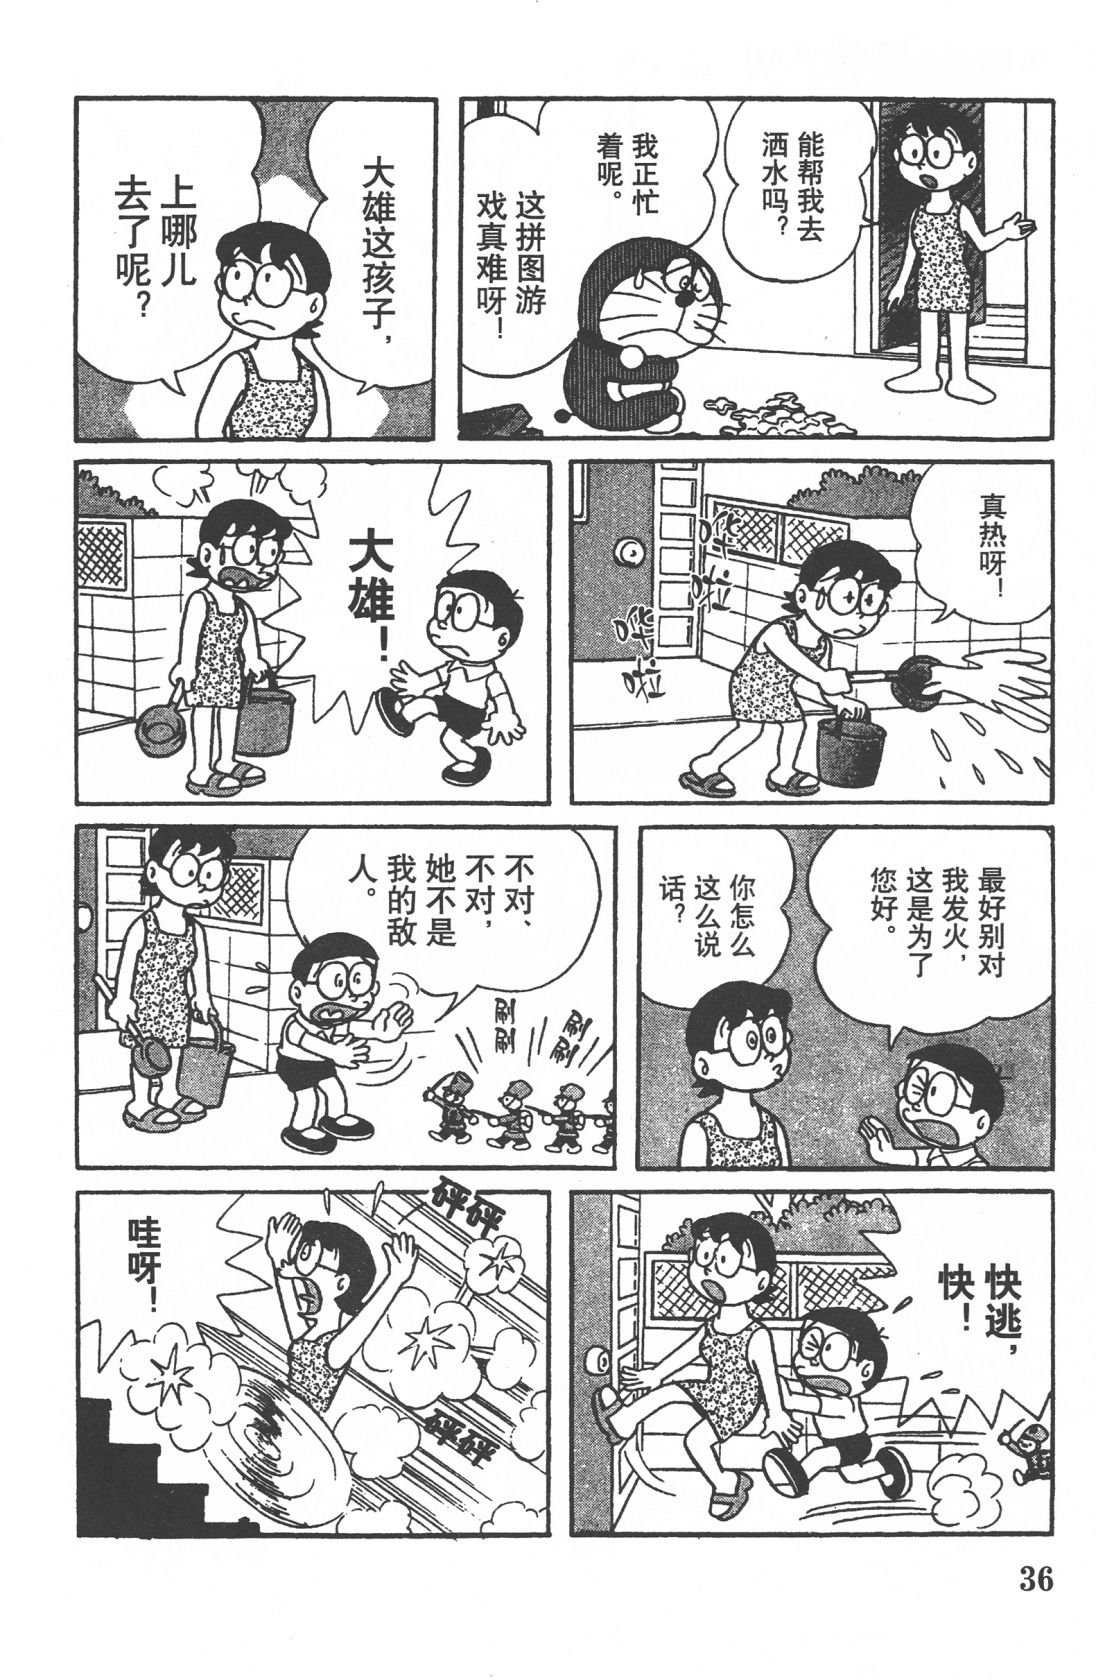 能帮我去
洒水吗？
我正忙
着呢。
这拼图游
戏真难呀！
大雄这孩子，
上哪儿
去了呢？
真热呀！
哗
啦
哗
啦
大雄！
最好别对
我发火，
这是为了
您好。
你怎么
这么说
话？
不对、
不对，
她不是
我的敌
人。
刷
刷
刷
刷
快逃，
快！
砰砰
哇呀！
砰砰
36